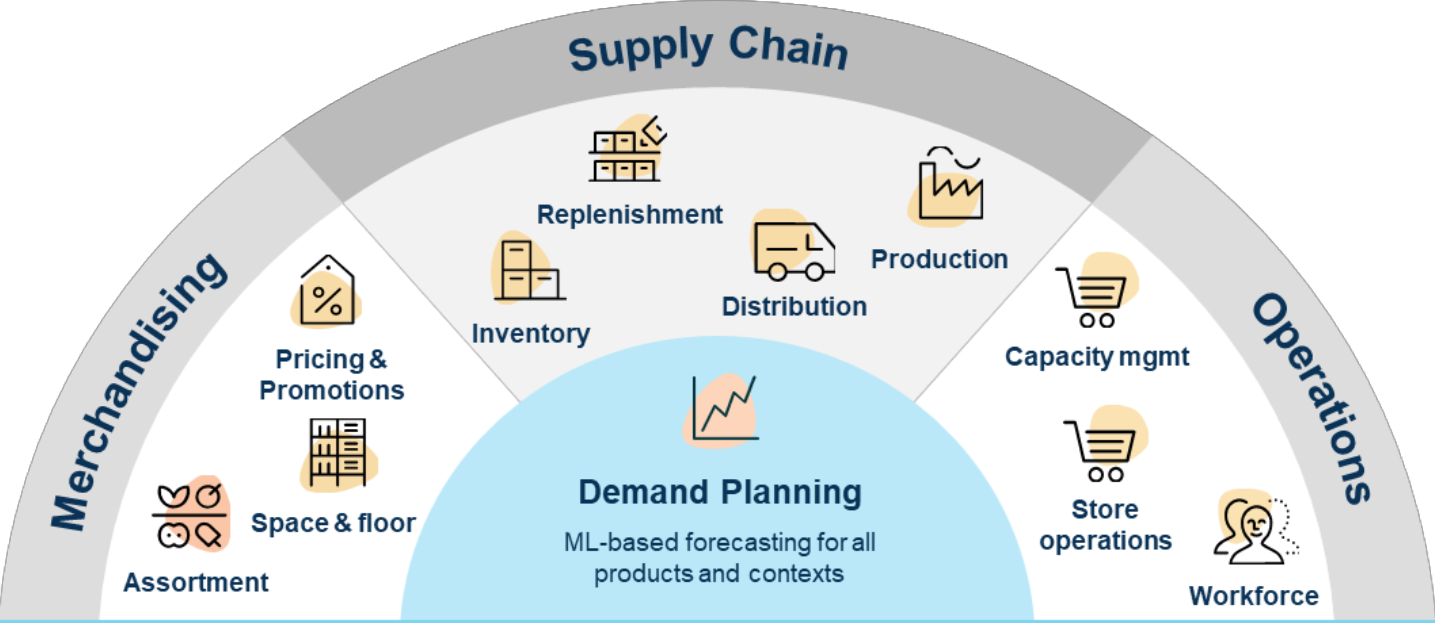 Supply Chain
Merchandising
Operations
Replenishment
Inventory
Distribution
Production
Pricing &
Promotions
Space & floor
Assortment
Capacity mgmt
Store
operations
Workforce
Demand Planning
ML-based forecasting for all
products and contexts